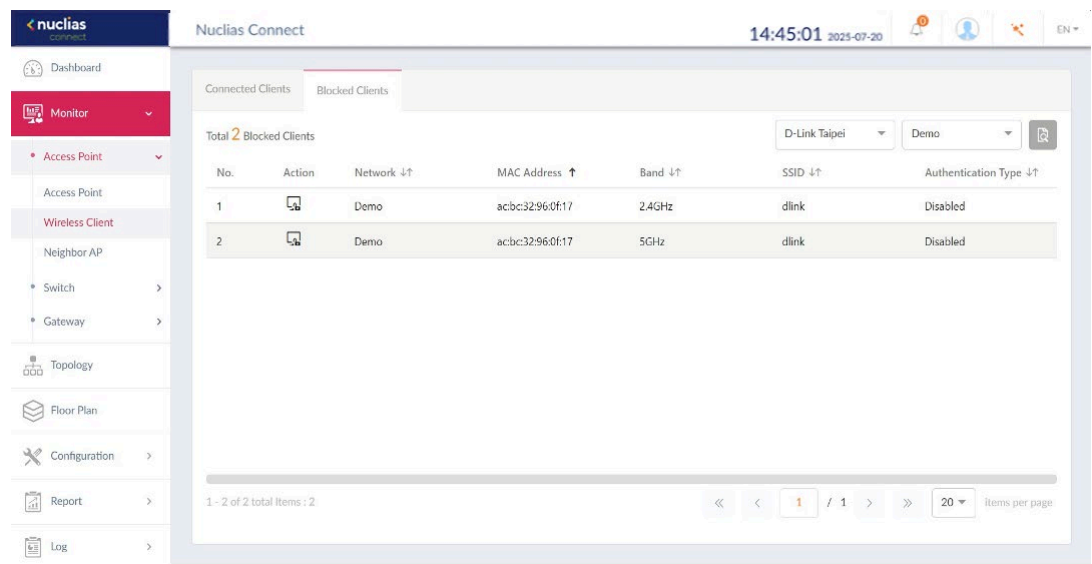 nuclias
connect
Nuclias Connect
14:45:01 2025-07-20
0
EN
Dashboard
Monitor
Access Point
Access Point
Wireless Client
Neighbor AP
Switch
Gateway
Topology
Floor Plan
Configuration
Report
Log
Connected Clients Blocked Clients
Total 2 Blocked Clients
D-Link Taipei Demo
No. Action Network ↓↑ MAC Address ↑ Band ↓↑ SSID ↓↑ Authentication Type ↓↑
1 Demo ac:bc:32:96:0f:17 2.4GHz dlink Disabled
2 Demo ac:bc:32:96:0f:17 5GHz dlink Disabled
1 - 2 of 2 total items : 2
« < 1 / 1 > » 20 items per page